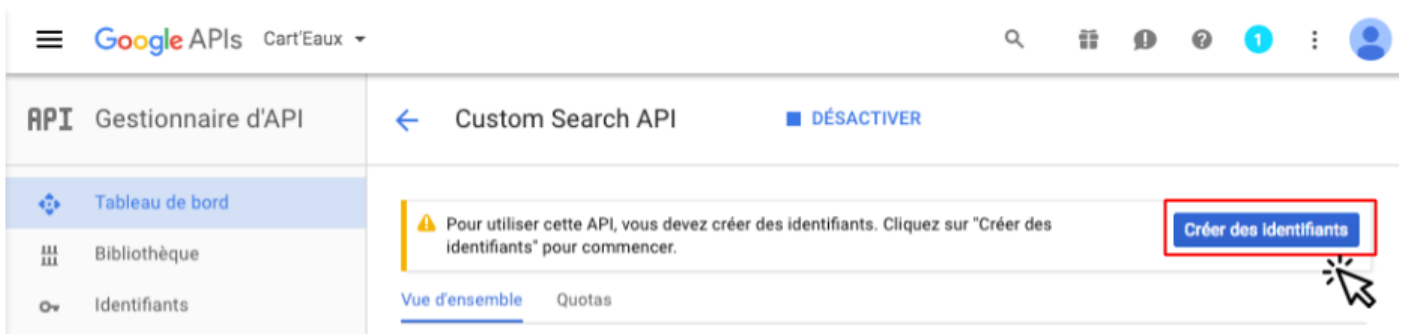 Google APIs Cart'Eaux
1
API Gestionnaire d'API
Custom Search API
DÉSACTIVER
Tableau de bord
Bibliothèque
Identifiants
Pour utiliser cette API, vous devez créer des identifiants. Cliquez sur "Créer des
identifiants" pour commencer.
Créer des identifiants
Vue d'ensemble
Quotas